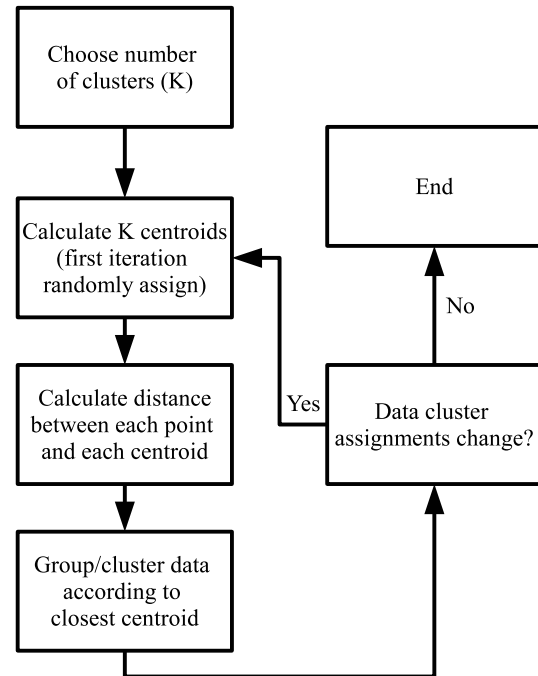 Choose number
of clusters (K)
Calculate K centroids
(first iteration
randomly assign)
Calculate distance
between each point
and each centroid
Group/cluster data
according to
closest centroid
Data cluster
assignments change?
Yes
No
End